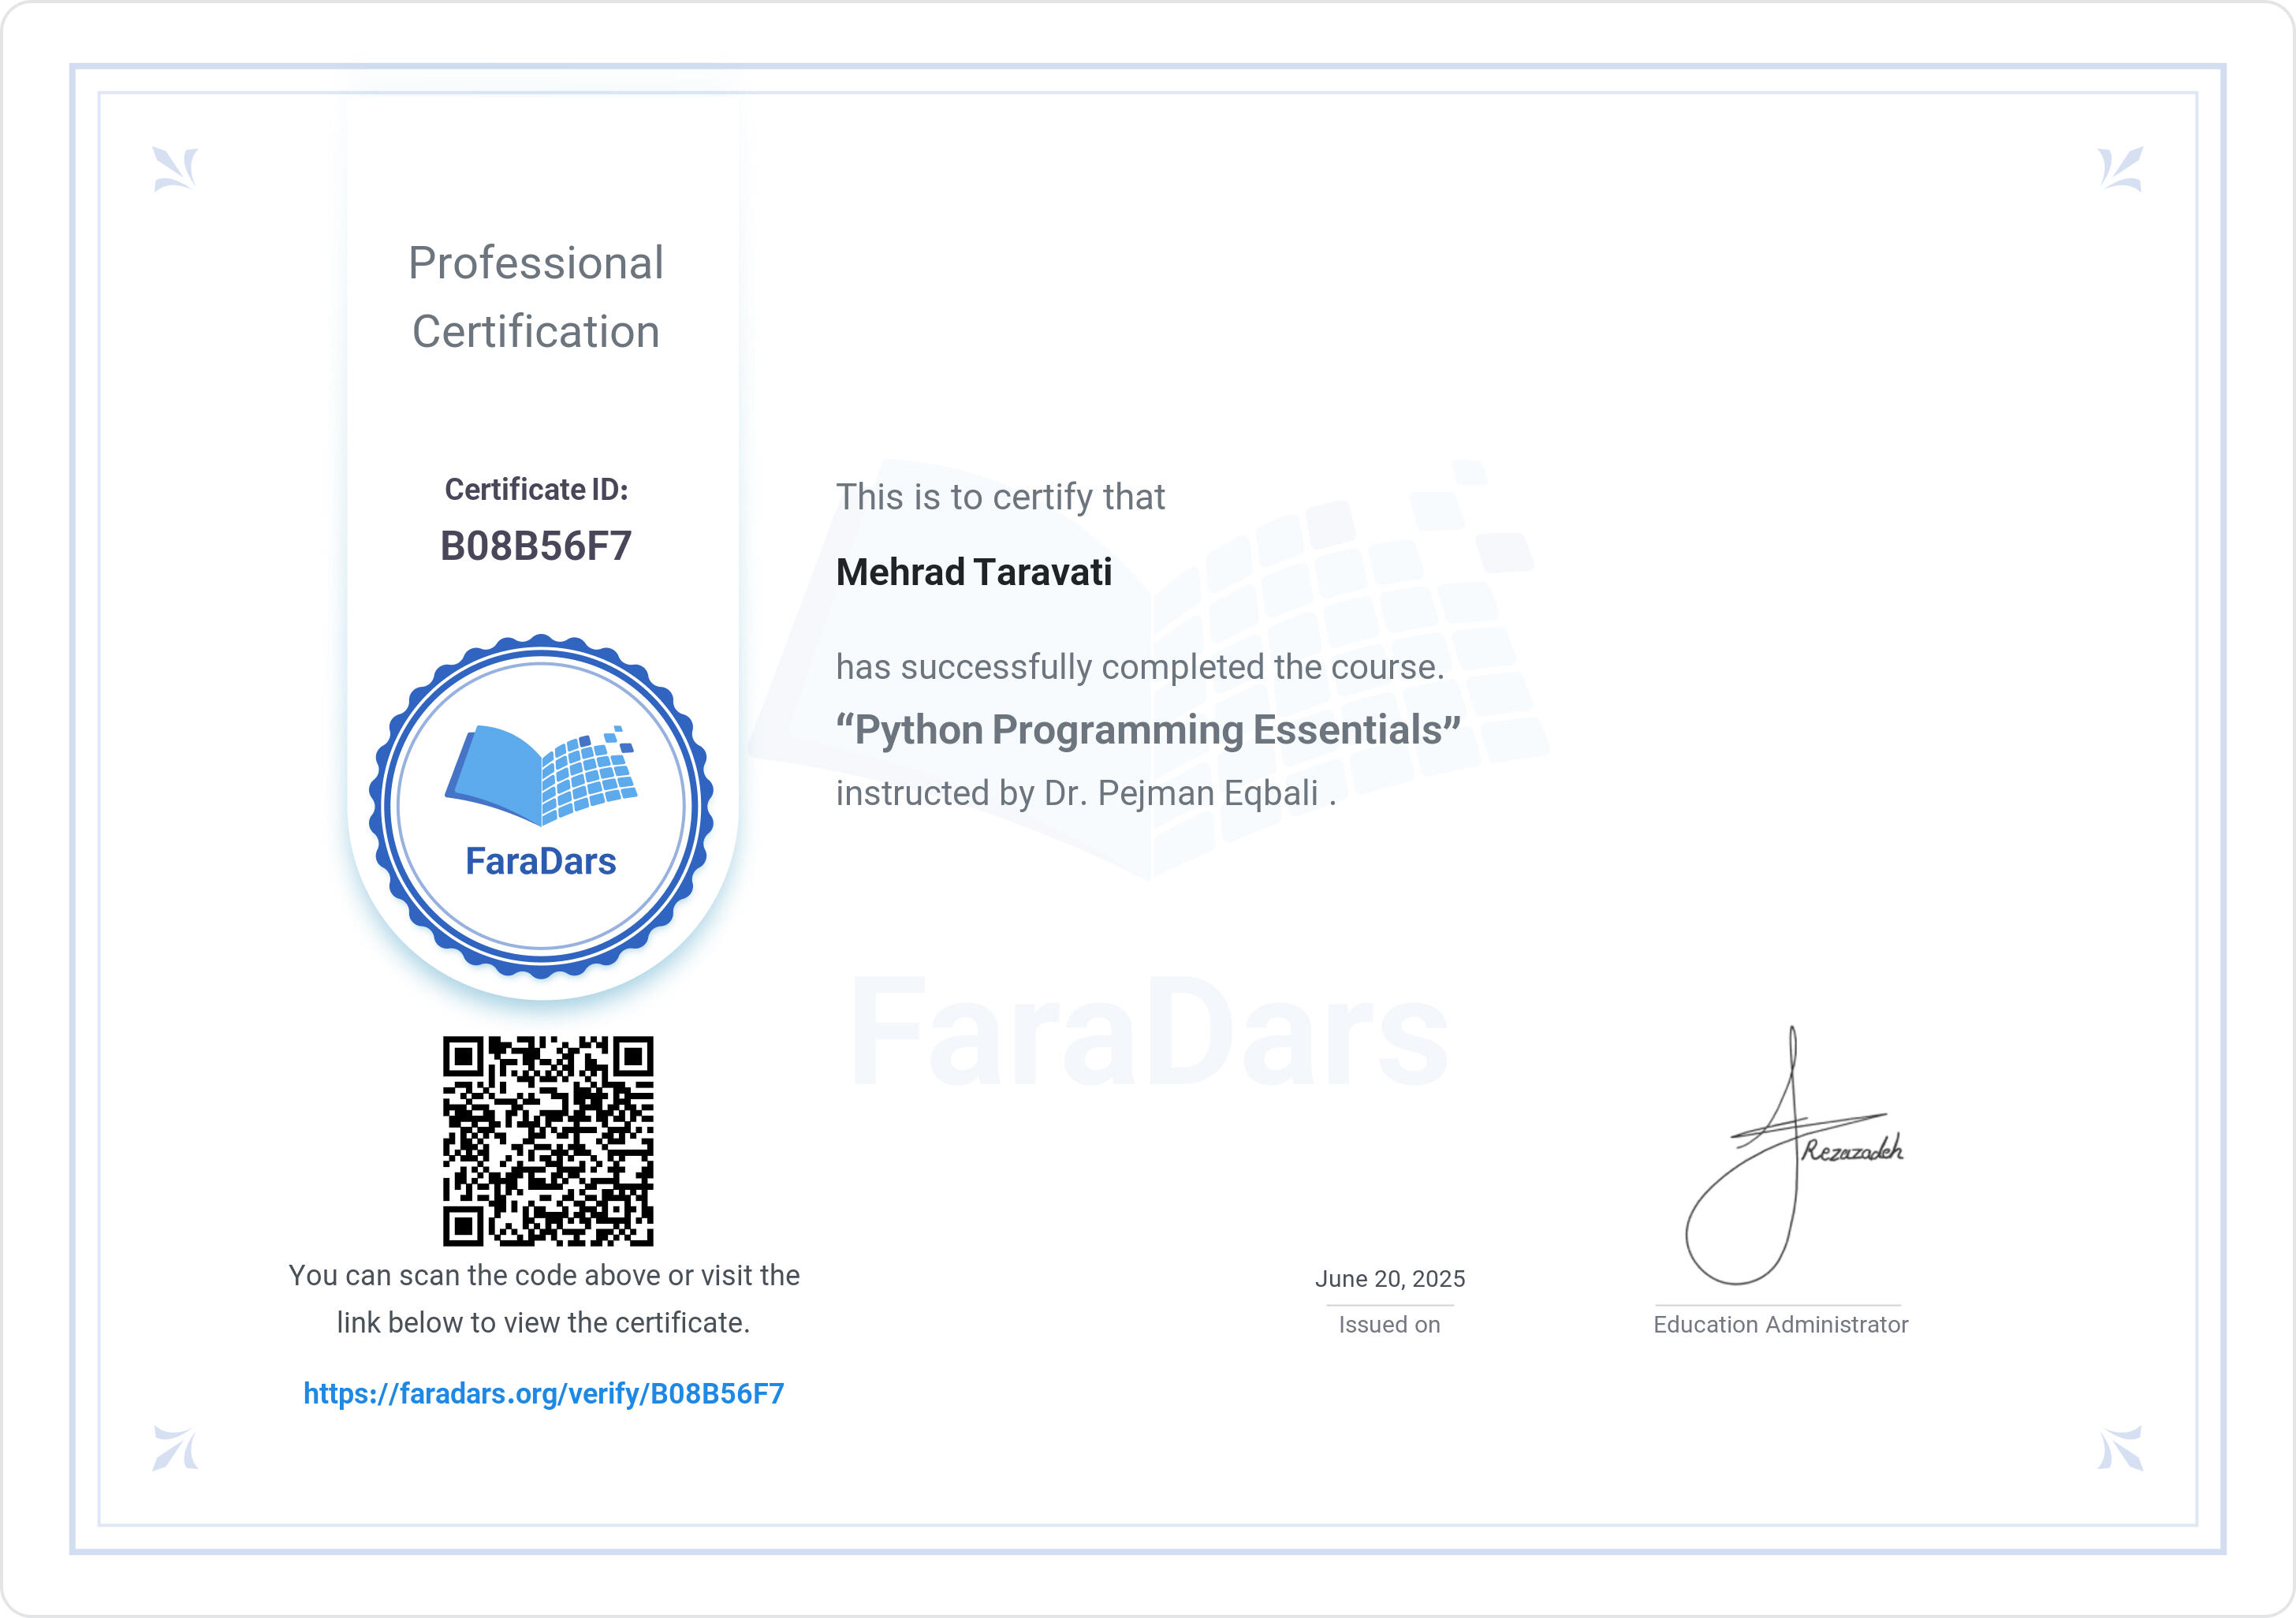 Professional
Certification
Certificate ID:
B08B56F7
FaraDars
This is to certify that
Mehrad Taravati
has successfully completed the course.
“Python Programming Essentials”
instructed by Dr. Pejman Eqbali .
FaraDars
You can scan the code above or visit the
link below to view the certificate.
https://faradars.org/verify/B08B56F7
June 20, 2025
Issued on
Rezazadeh
Education Administrator